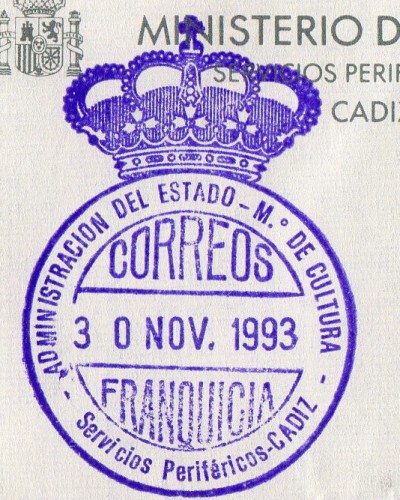 MINISTERIO D
SERVICIOS PERIF
CADIZ
ADMINISTRACION DEL ESTADO - M.º DE CULTURA
CORREOS
3 0 NOV. 1993
FRANQUICIA
- Servicios Periféricos-CADIZ -